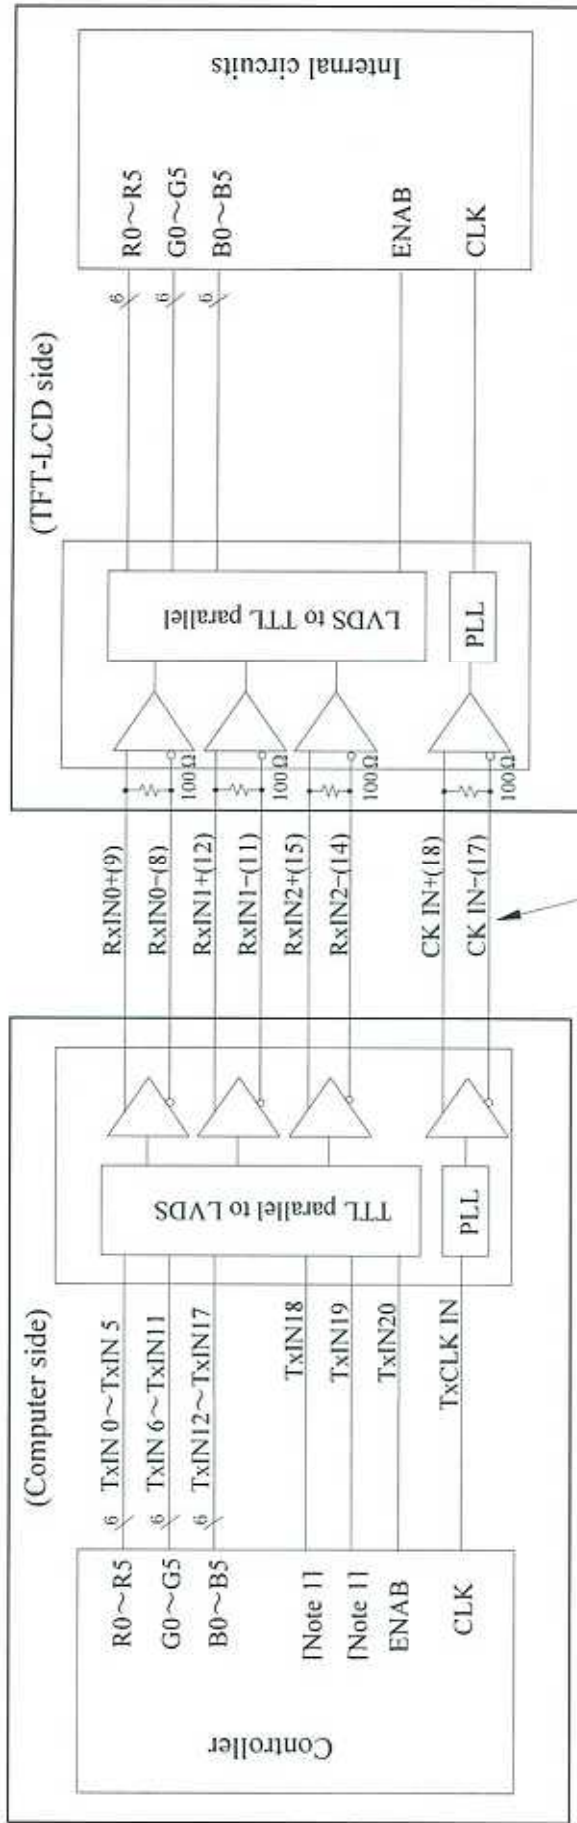 (Computer side)
Controller
R0～R5
G0～G5
B0～B5
[Note 1]
[Note 1]
ENAB
CLK
6
6
6
TxIN 0～TxIN 5
TxIN 6～TxIN11
TxIN12～TxIN17
TxIN18
TxIN19
TxIN20
TxCLK IN
TTL parallel to LVDS
PLL
RxIN0+(9)
RxIN0−(8)
RxIN1+(12)
RxIN1−(11)
RxIN2+(15)
RxIN2−(14)
CK IN+(18)
CK IN−(17)
(TFT-LCD side)
100Ω
100Ω
100Ω
100Ω
LVDS to TTL parallel
PLL
6
6
6
R0～R5
G0～G5
B0～B5
ENAB
CLK
Internal circuits